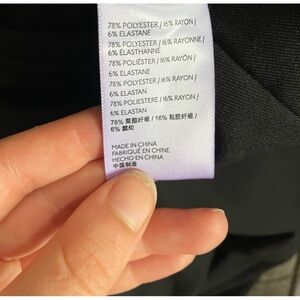 78% POLYESTER / 16% RAYON /
6% ELASTANE
78% POLYESTER / 16% RAYONNE /
6% ÉLASTHANNE
78% POLIÉSTER / 16% RAYÓN /
6% ELASTANO
78% POLYESTER / 16% RAYON /
6% ELASTAN
78% POLIESTERE / 16% RAYON /
6% ELASTAN
78% 聚酯纤维 / 16% 粘胶纤维 /
6% 氨纶
MADE IN CHINA
FABRIQUÉ EN CHINE
HECHO EN CHINA
中国制造